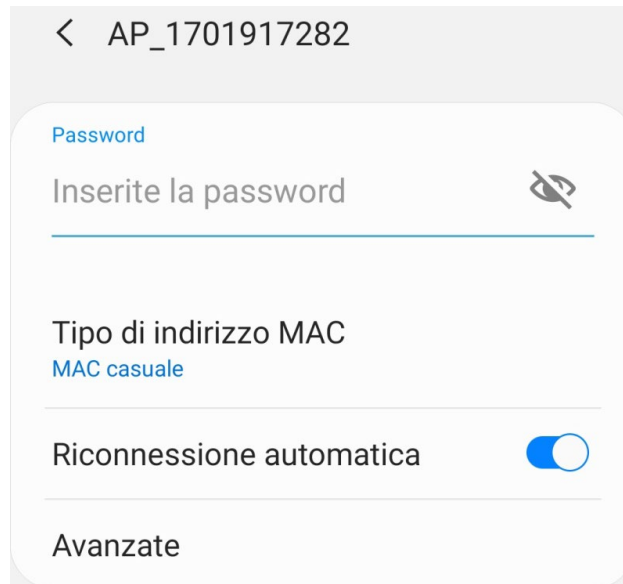 AP_1701917282
Password
Inserite la password
Tipo di indirizzo MAC
MAC casuale
Riconnessione automatica
Avanzate